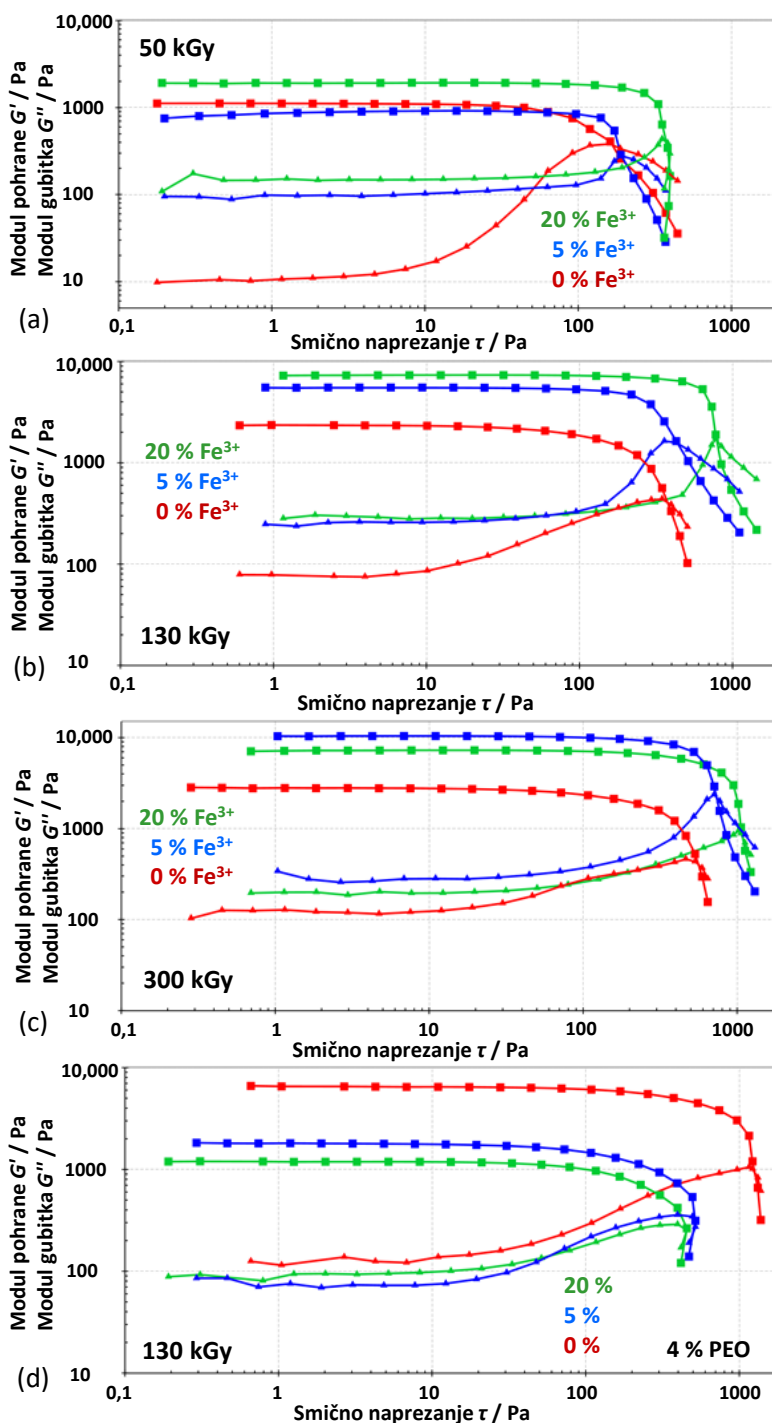 Modul pohrane G' / Pa
Modul gubitka G'' / Pa
10,000
1000
100
10
50 kGy
20 % Fe³⁺
5 % Fe³⁺
0 % Fe³⁺
(a)
0,1
1
10
100
1000
Smično naprezanje τ / Pa
Modul pohrane G' / Pa
Modul gubitka G'' / Pa
10,000
1000
100
10
20 % Fe³⁺
5 % Fe³⁺
0 % Fe³⁺
130 kGy
(b)
0,1
1
10
100
1000
Smično naprezanje τ / Pa
Modul pohrane G' / Pa
Modul gubitka G'' / Pa
10,000
1000
100
10
20 % Fe³⁺
5 % Fe³⁺
0 % Fe³⁺
300 kGy
(c)
0,1
1
10
100
1000
Smično naprezanje τ / Pa
Modul pohrane G' / Pa
Modul gubitka G'' / Pa
10,000
1000
100
10
20 %
5 %
0 %
4 % PEO
130 kGy
(d)
0,1
1
10
100
1000
Smično naprezanje τ / Pa